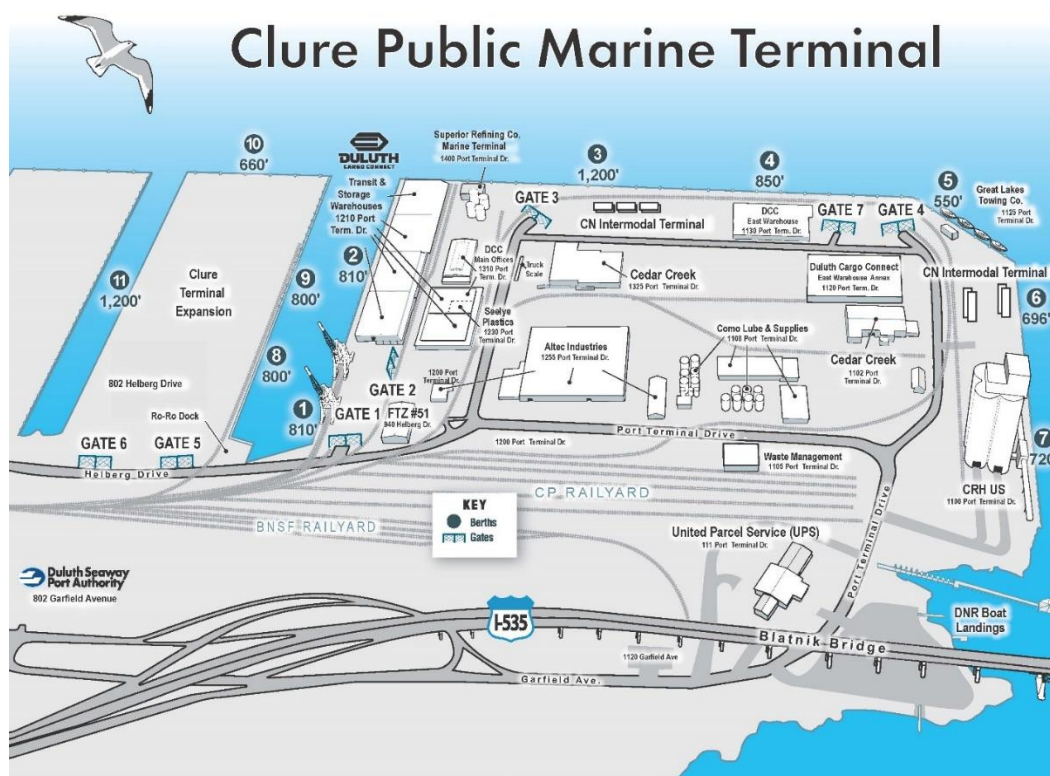 Clure Public Marine Terminal
10
660'
DULUTH
CARGO CONNECT
Superior Refining Co.
Marine Terminal
1400 Port Terminal Dr.
3
1,200'
4
850'
5
550'
Great Lakes
Towing Co.
1125 Port
Terminal Dr.
Transit &
Storage
Warehouses
1210 Port
Term. Dr.
GATE 3
CN Intermodal Terminal
DCC
East Warehouse
1130 Port Term. Dr.
GATE 7
GATE 4
2
810'
DCC
Main Offices
1310 Port
Term. Dr.
Truck
Scale
Cedar Creek
1325 Port Terminal Dr.
Duluth Cargo Connect
East Warehouse Annex
1120 Port Term. Dr.
CN Intermodal Terminal
6
696'
11
1,200'
Clure
Terminal
Expansion
9
800'
Seelye
Plastics
1230 Port
Terminal Dr.
Altec Industries
1255 Port Terminal Dr.
Como Lube & Supplies
1108 Port Terminal Dr.
Cedar Creek
1102 Port
Terminal Dr.
8
800'
802 Helberg Drive
GATE 2
1200 Port
Terminal Dr.
Ro-Ro Dock
1
810'
GATE 1
FTZ #51
940 Helberg Dr.
GATE 6
GATE 5
Helberg Drive
1200 Port Terminal Dr.
Port Terminal Drive
Waste Management
1105 Port Terminal Dr.
7
720'
CRH US
1100 Port Terminal Dr.
BNSF RAILYARD
CP RAILYARD
KEY
Berths
Gates
United Parcel Service (UPS)
111 Port Terminal Dr.
Port Terminal Drive
Duluth Seaway
Port Authority
802 Garfield Avenue
I-535
DNR Boat
Landings
Blatnik Bridge
1120 Garfield Ave
Garfield Ave.